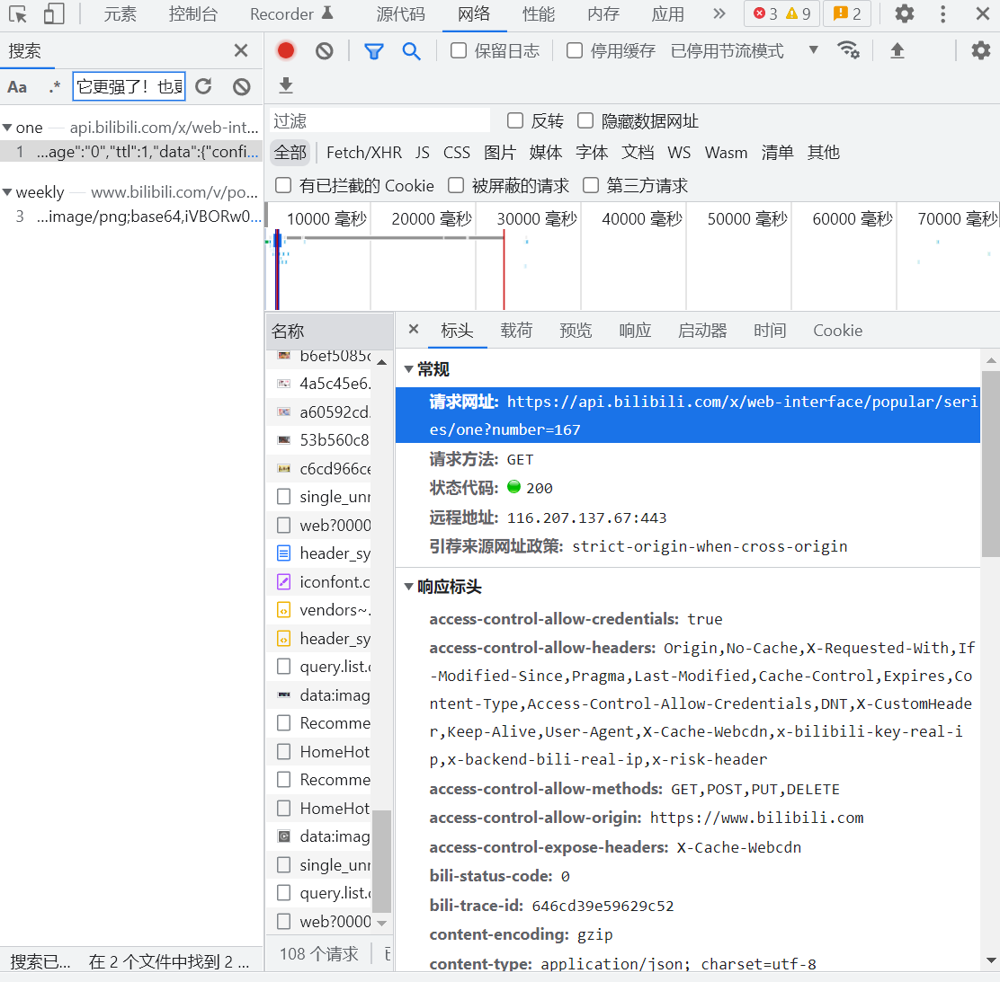 元素 控制台 Recorder 源代码 网络 性能 内存 应用 » 3 9 2
搜索
保留日志 停用缓存 已停用节流模式
Aa .* 它更强了！也更
过滤 反转 隐藏数据网址
全部 Fetch/XHR JS CSS 图片 媒体 字体 文档 WS Wasm 清单 其他
有已拦截的 Cookie 被屏蔽的请求 第三方请求
one — api.bilibili.com/x/web-int...
1 ...age":"0","ttl":1,"data":{"confi...
weekly — www.bilibili.com/v/po...
3 ...image/png;base64,iVBORw0...
10000 毫秒 20000 毫秒 30000 毫秒 40000 毫秒 50000 毫秒 60000 毫秒 70000 毫秒
名称
b6ef5085c
4a5c45e6.
a60592cd.
53b560c8
c6cd966ce
single_unr
web?0000
header_sy
iconfont.c
vendors~.
header_sy
query.list.c
data:imag
Recomme
HomeHot
Recomme
HomeHot
data:imag
single_unr
query.list.c
web?0000
108 个请求
标头 载荷 预览 响应 启动器 时间 Cookie
常规
请求网址: https://api.bilibili.com/x/web-interface/popular/seri
es/one?number=167
请求方法: GET
状态代码: 200
远程地址: 116.207.137.67:443
引荐来源网址政策: strict-origin-when-cross-origin
响应标头
access-control-allow-credentials: true
access-control-allow-headers: Origin,No-Cache,X-Requested-With,If
-Modified-Since,Pragma,Last-Modified,Cache-Control,Expires,Co
ntent-Type,Access-Control-Allow-Credentials,DNT,X-CustomHeade
r,Keep-Alive,User-Agent,X-Cache-Webcdn,x-bilibili-key-real-i
p,x-backend-bili-real-ip,x-risk-header
access-control-allow-methods: GET,POST,PUT,DELETE
access-control-allow-origin: https://www.bilibili.com
access-control-expose-headers: X-Cache-Webcdn
bili-status-code: 0
bili-trace-id: 646cd39e59629c52
content-encoding: gzip
content-type: application/json; charset=utf-8
搜索已... 在 2 个文件中找到 2 ...